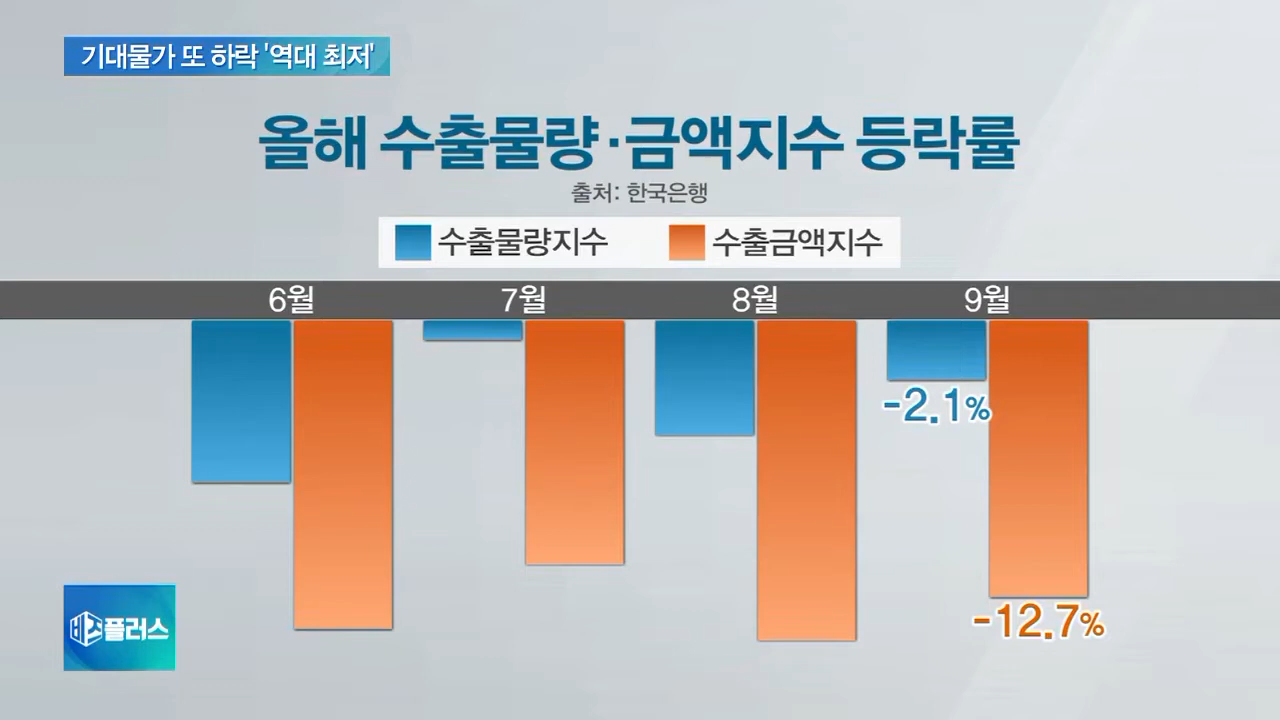 기대물가 또 하락 '역대 최저'
올해 수출물량·금액지수 등락률
출처: 한국은행
수출물량지수 수출금액지수
6월 7월 8월 9월
-2.1%
-12.7%
비즈플러스